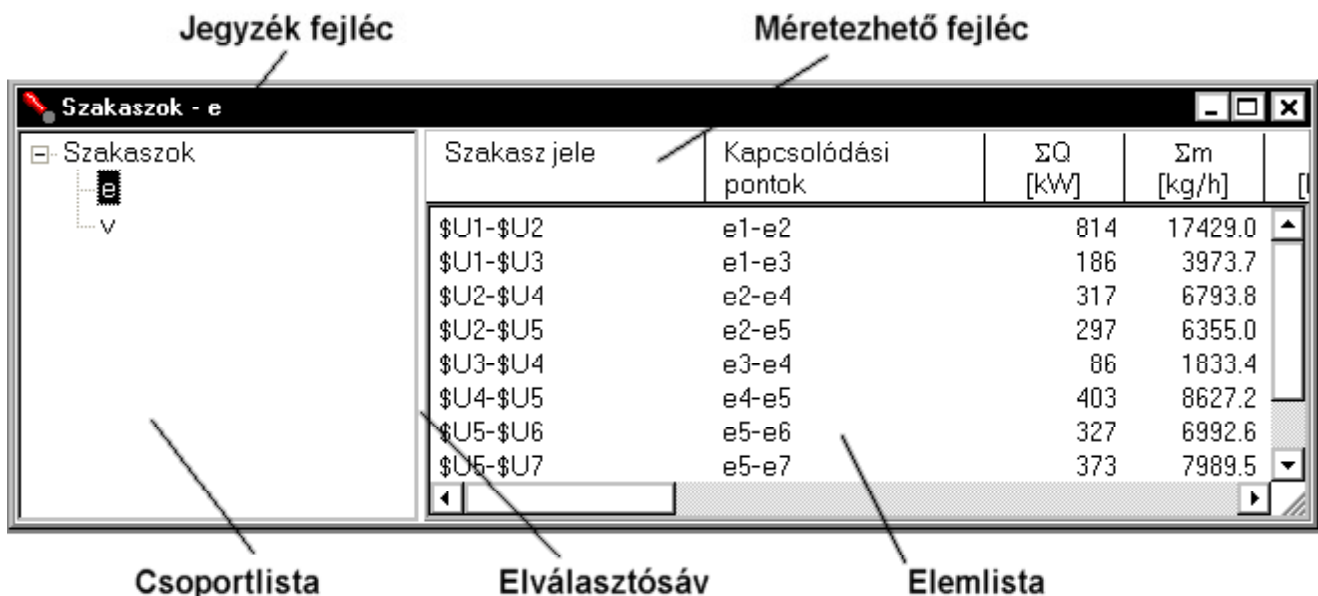 Jegyzék fejléc Méretezhető fejléc
Szakaszok - e
Szakaszok
e
v
Szakasz jele Kapcsolódási ΣQ Σm
pontok [kW] [kg/h]
$U1-$U2 e1-e2 814 17429.0
$U1-$U3 e1-e3 186 3973.7
$U2-$U4 e2-e4 317 6793.8
$U2-$U5 e2-e5 297 6355.0
$U3-$U4 e3-e4 86 1833.4
$U4-$U5 e4-e5 403 8627.2
$U5-$U6 e5-e6 327 6992.6
$U5-$U7 e5-e7 373 7989.5
Csoportlista Elválasztósáv Elemlista